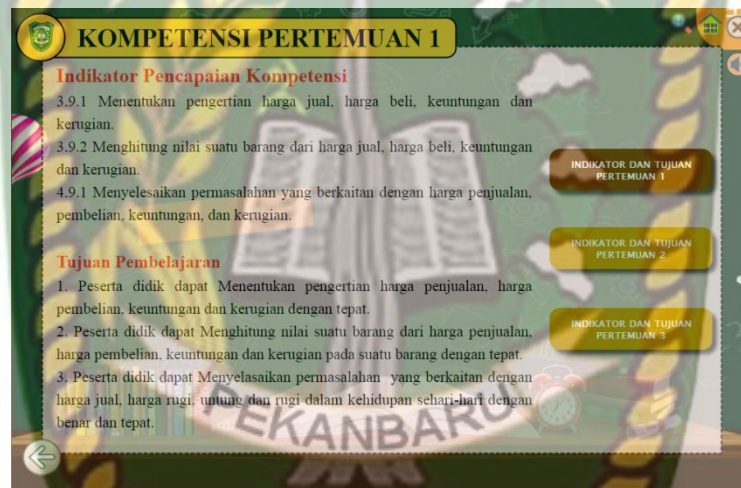 KOMPETENSI PERTEMUAN 1
Indikator Pencapaian Kompetensi
3.9.1 Menentukan pengertian harga jual, harga beli, keuntungan dan
kerugian.
3.9.2 Menghitung nilai suatu barang dari harga jual, harga beli, keuntungan
dan kerugian.
4.9.1 Menyelesaikan permasalahan yang berkaitan dengan harga penjualan,
pembelian, keuntungan, dan kerugian.
Tujuan Pembelajaran
1. Peserta didik dapat Menentukan pengertian harga penjualan, harga
pembelian, keuntungan dan kerugian dengan tepat.
2. Peserta didik dapat Menghitung nilai suatu barang dari harga penjualan,
harga pembelian, keuntungan dan kerugian pada suatu barang dengan tepat.
3. Peserta didik dapat Menyelasaikan permasalahan yang berkaitan dengan
harga jual, harga rugi, untung dan rugi dalam kehidupan sehari-hari dengan
benar dan tepat.
INDIKATOR DAN TUJUAN
PERTEMUAN 1
INDIKATOR DAN TUJUAN
PERTEMUAN 2
INDIKATOR DAN TUJUAN
PERTEMUAN 3
PEKANBARU